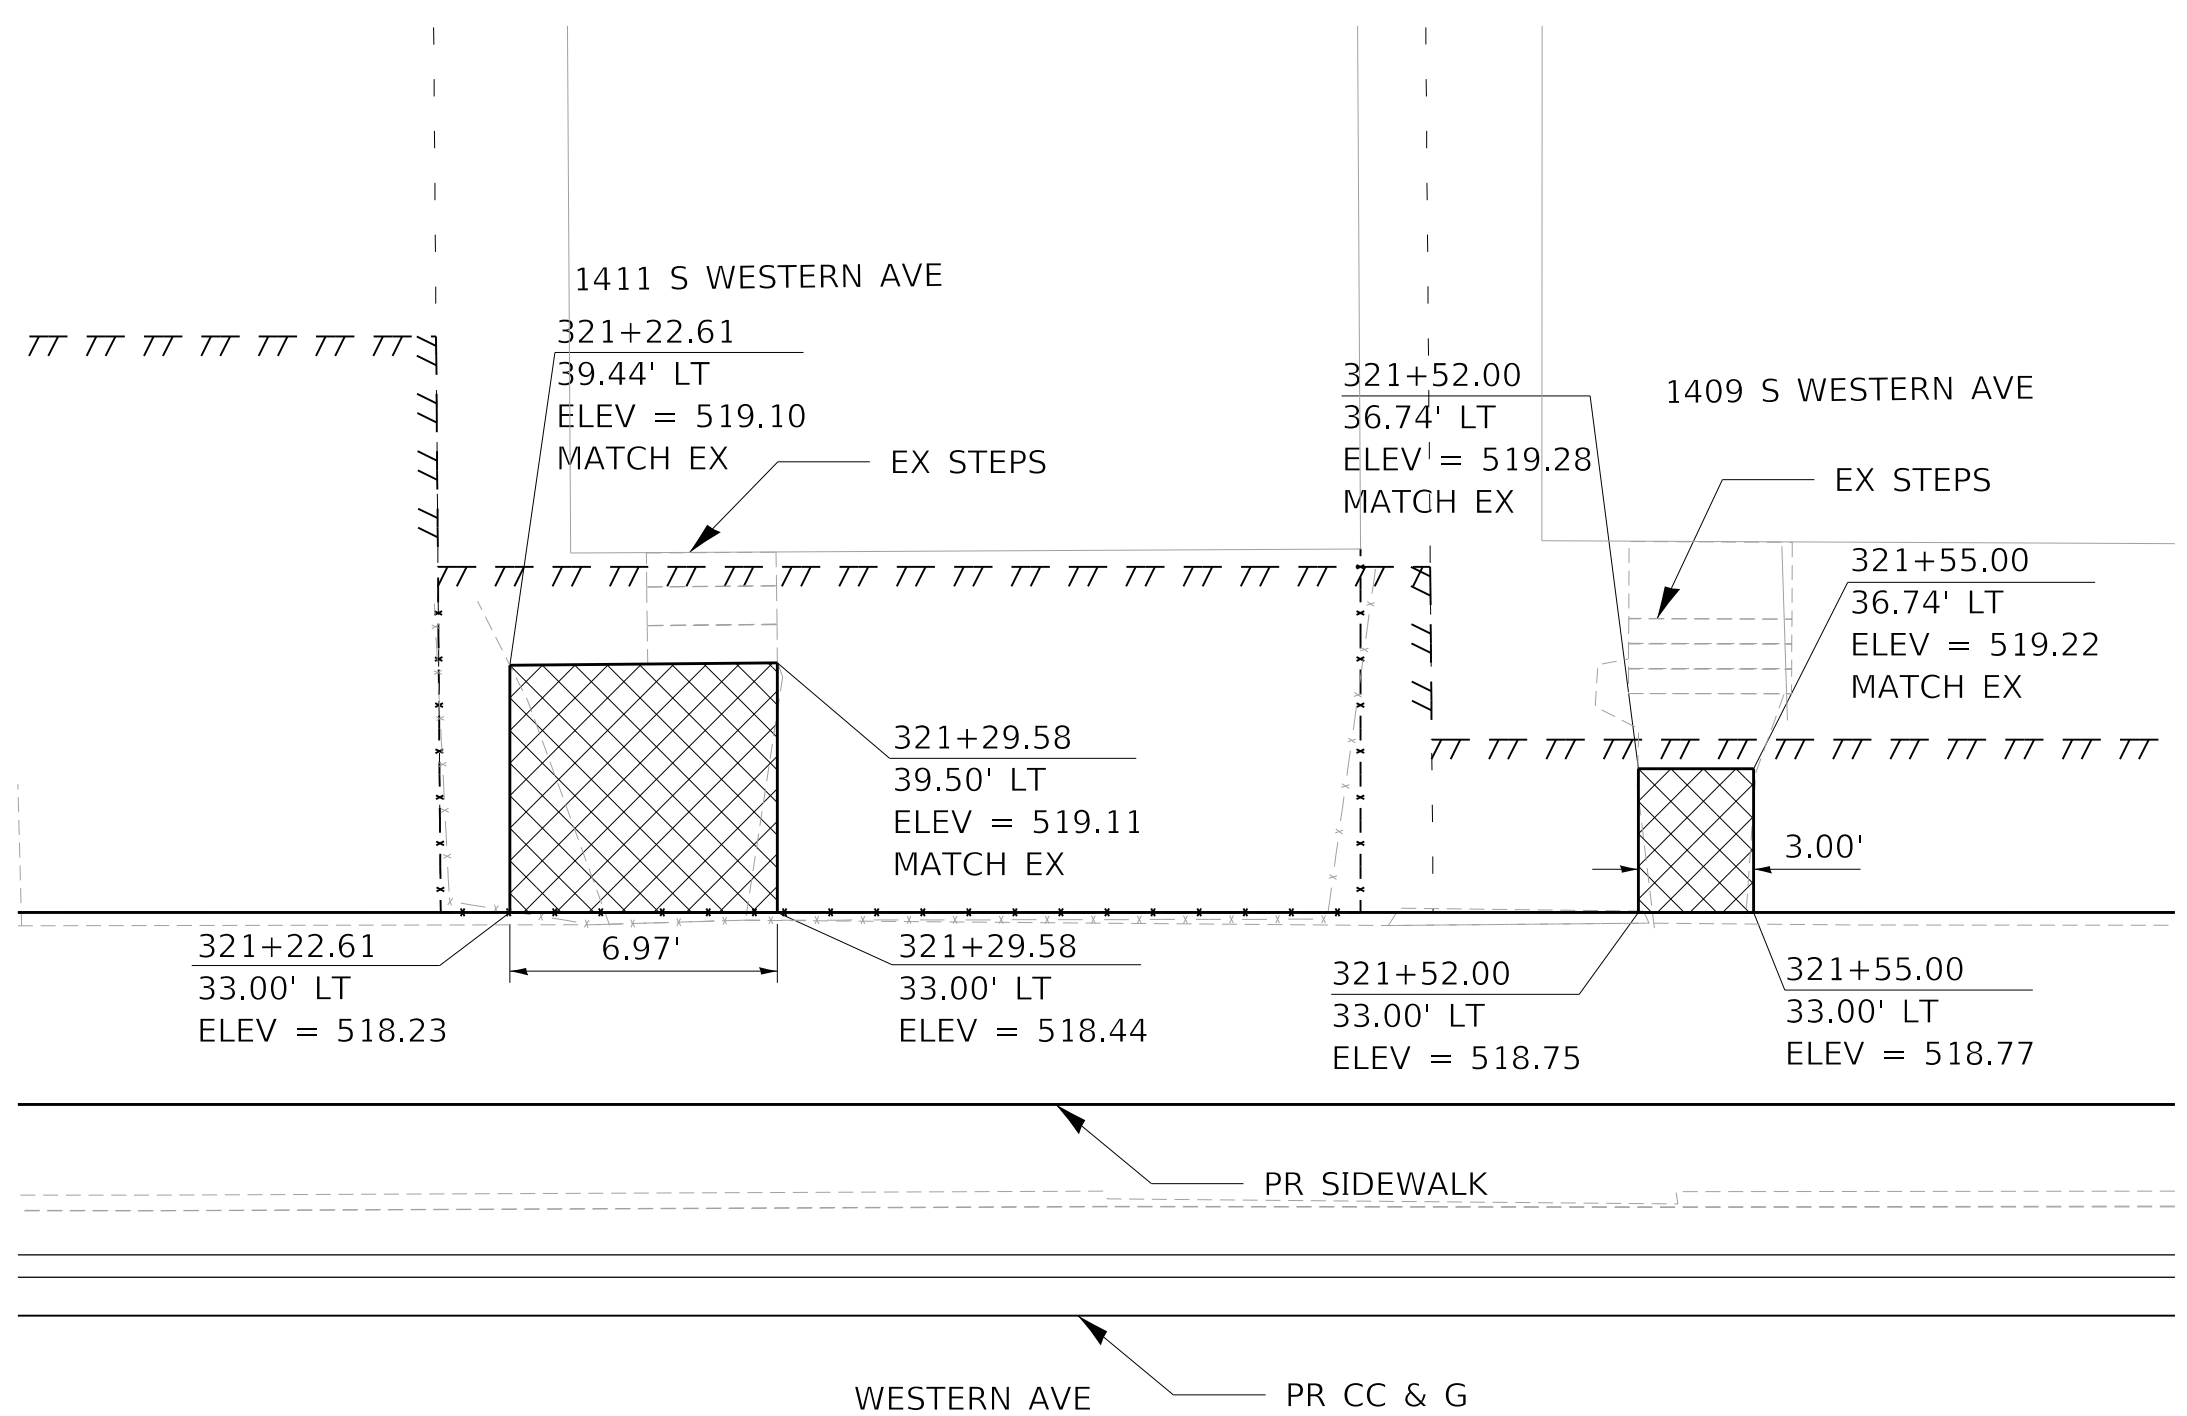 1411 S WESTERN AVE
321+22.61
39.44' LT
ELEV = 519.10
MATCH EX
EX STEPS
321+52.00
36.74' LT
ELEV = 519.28
MATCH EX
1409 S WESTERN AVE
EX STEPS
321+55.00
36.74' LT
ELEV = 519.22
MATCH EX
321+29.58
39.50' LT
ELEV = 519.11
MATCH EX
3.00'
321+22.61
33.00' LT
ELEV = 518.23
6.97'
321+29.58
33.00' LT
ELEV = 518.44
321+52.00
33.00' LT
ELEV = 518.75
321+55.00
33.00' LT
ELEV = 518.77
PR SIDEWALK
WESTERN AVE
PR CC & G